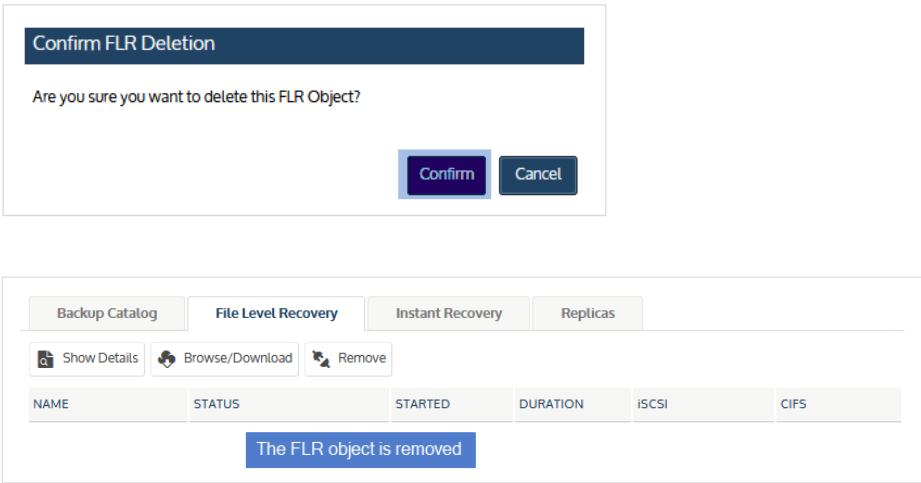 Confirm FLR Deletion
Are you sure you want to delete this FLR Object?
Confirm Cancel
Backup Catalog File Level Recovery Instant Recovery Replicas
Show Details Browse/Download Remove
NAME STATUS STARTED DURATION iSCSI CIFS
The FLR object is removed